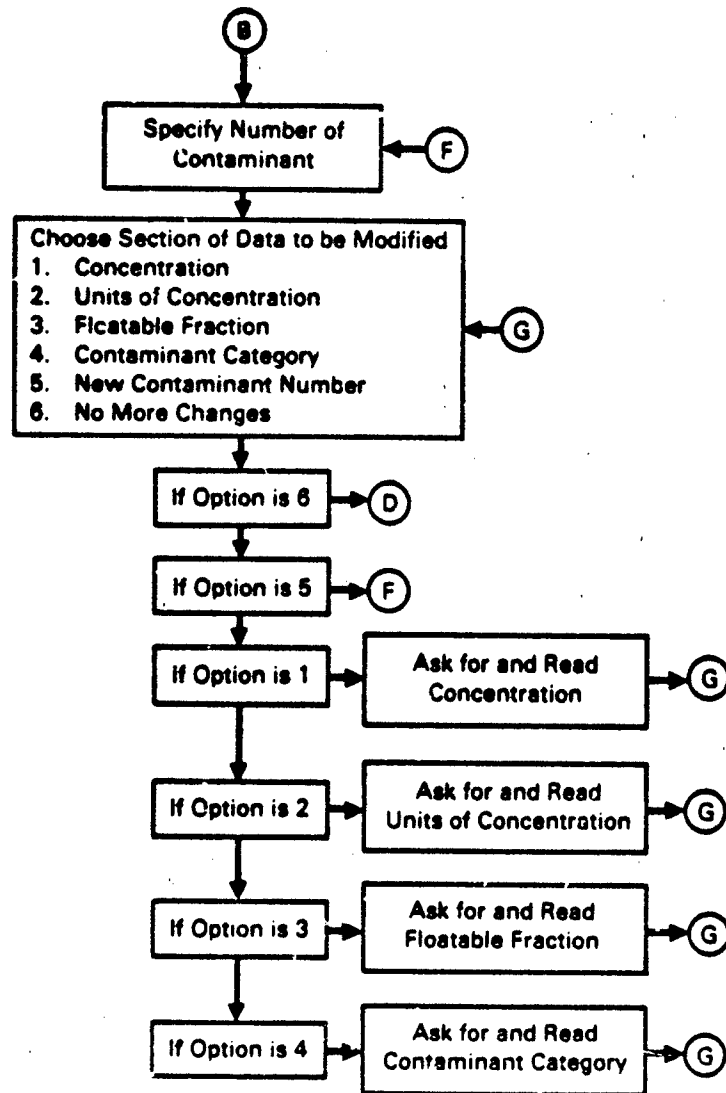 B
Specify Number of
Contaminant
F
Choose Section of Data to be Modified
1. Concentration
2. Units of Concentration
3. Floatable Fraction
4. Contaminant Category
5. New Contaminant Number
6. No More Changes
G
If Option is 6
D
If Option is 5
F
If Option is 1
Ask for and Read
Concentration
G
If Option is 2
Ask for and Read
Units of Concentration
G
If Option is 3
Ask for and Read
Floatable Fraction
G
If Option is 4
Ask for and Read
Contaminant Category
G